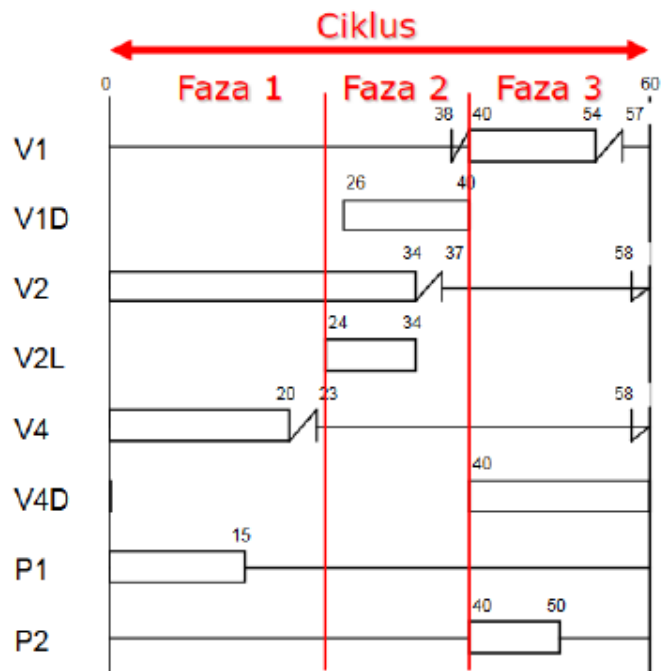 Ciklus
0 Faza 1 Faza 2 Faza 3 60
V1 38 40 54 57
V1D 26 40
V2 34 37 58
V2L 24 34
V4 20 23 58
V4D 40
P1 15
P2 40 50